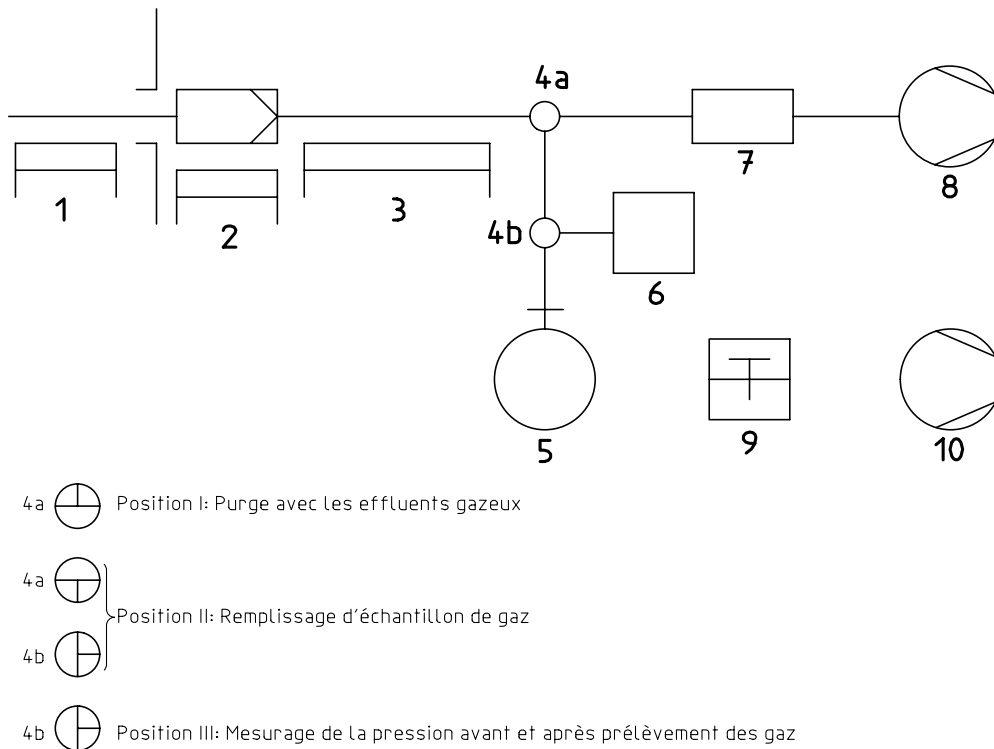 4a
1
2
3
4b
6
7
8
5
9
10
4a Position I: Purge avec les effluents gazeux
4a
Position II: Remplissage d'échantillon de gaz
4b
4b Position III: Mesurage de la pression avant et après prélèvement des gaz